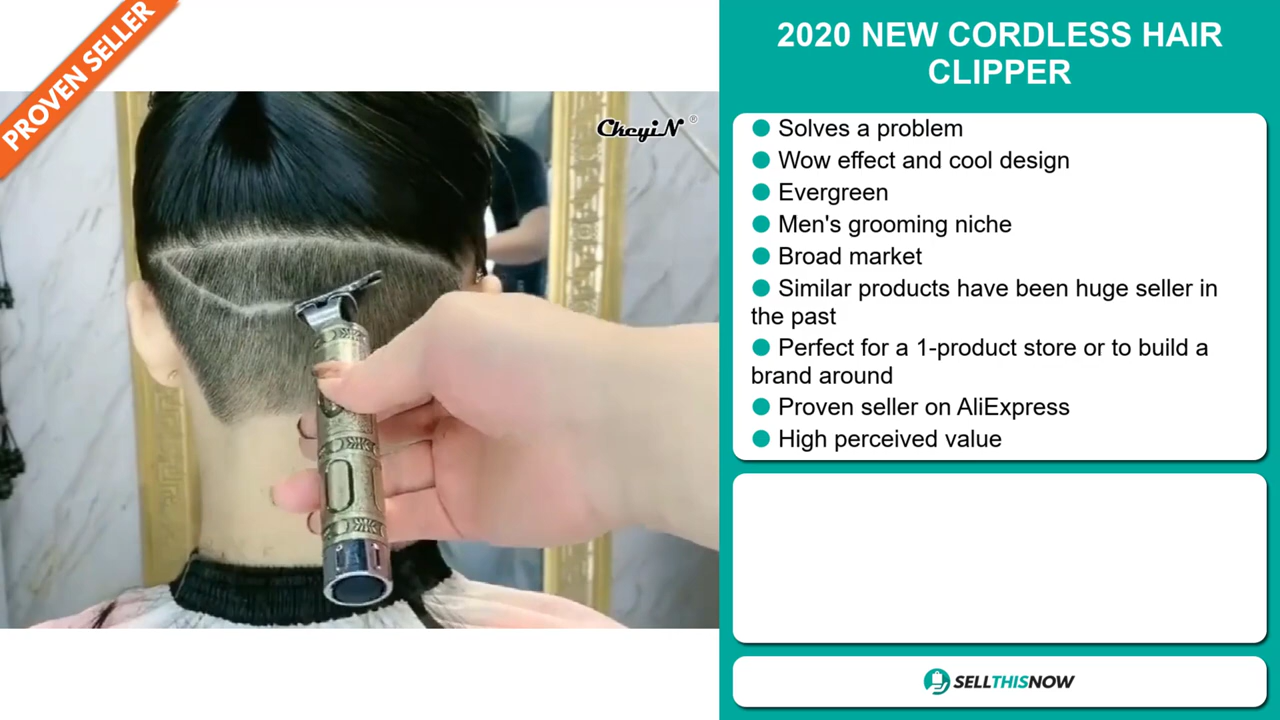 PROVEN SELLER
CkeyiN ®
2020 NEW CORDLESS HAIR
CLIPPER
● Solves a problem
● Wow effect and cool design
● Evergreen
● Men's grooming niche
● Broad market
● Similar products have been huge seller in
the past
● Perfect for a 1-product store or to build a
brand around
● Proven seller on AliExpress
● High perceived value
SELLTHISNOW